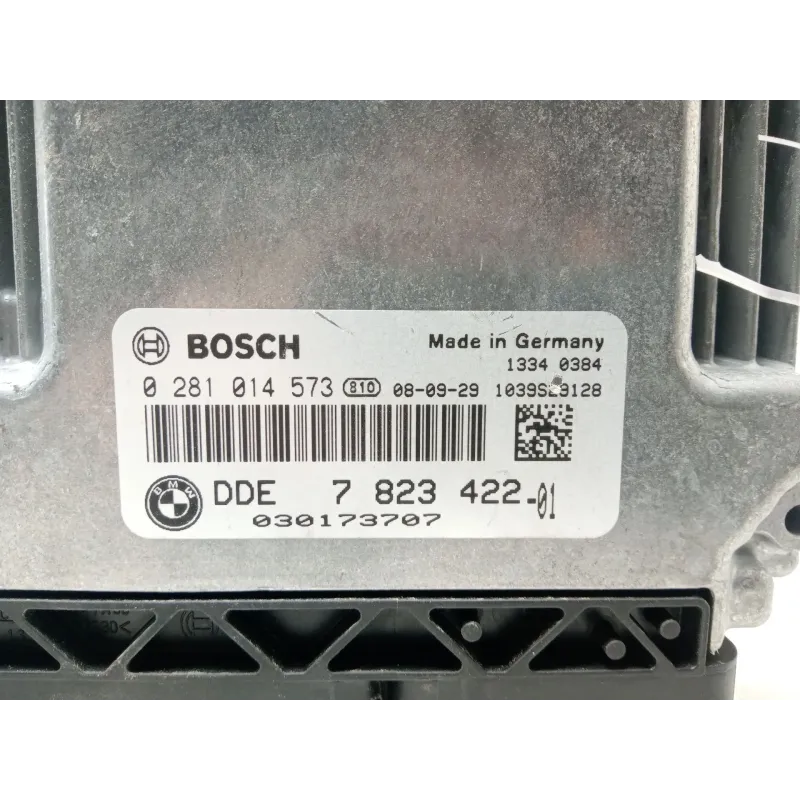 BOSCH
Made in Germany
1334 0384
0 281 014 573 810 08-09-29 1039S29128
BMW
DDE 7 823 422-01
030173707